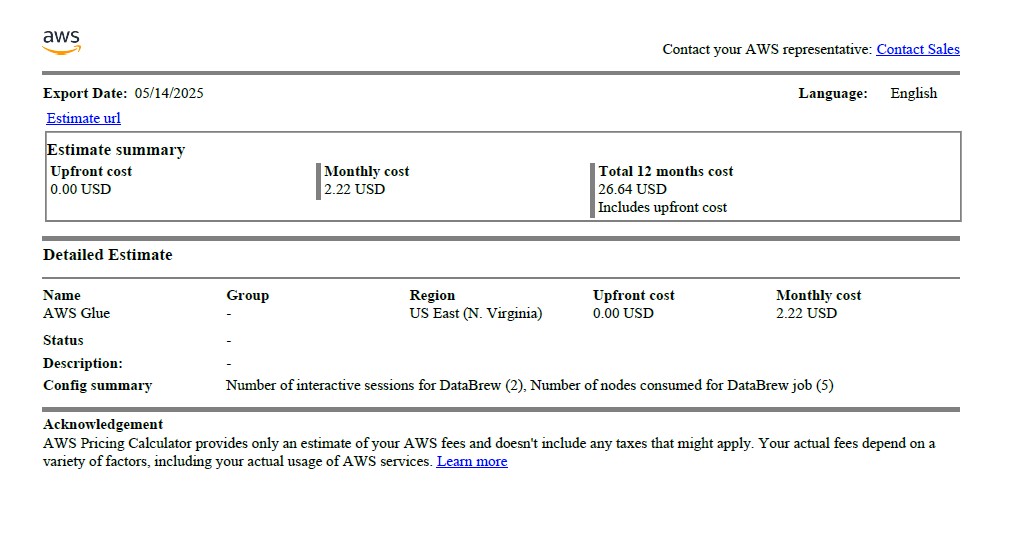 aws
Contact your AWS representative: Contact Sales
Export Date: 05/14/2025 Language: English
Estimate url
Estimate summary
Upfront cost Monthly cost Total 12 months cost
0.00 USD 2.22 USD 26.64 USD
Includes upfront cost
Detailed Estimate
Name Group Region Upfront cost Monthly cost
AWS Glue - US East (N. Virginia) 0.00 USD 2.22 USD
Status -
Description: -
Config summary Number of interactive sessions for DataBrew (2), Number of nodes consumed for DataBrew job (5)
Acknowledgement
AWS Pricing Calculator provides only an estimate of your AWS fees and doesn't include any taxes that might apply. Your actual fees depend on a
variety of factors, including your actual usage of AWS services. Learn more